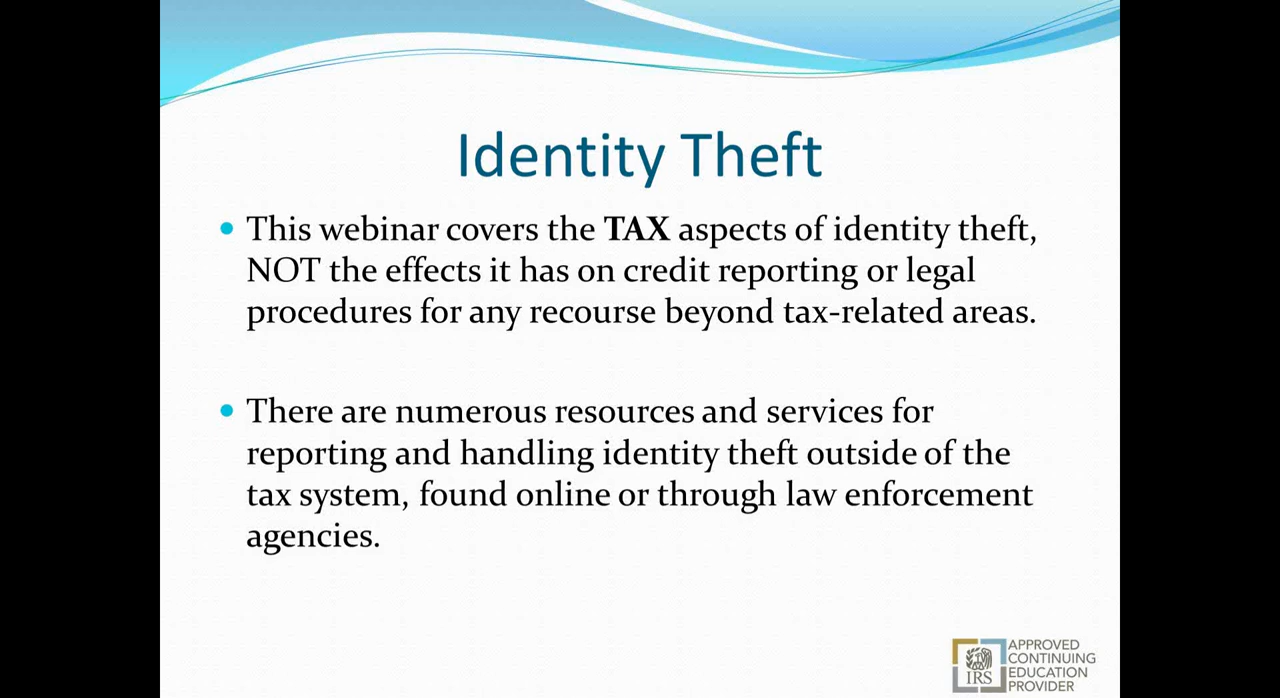 Identity Theft
• This webinar covers the TAX aspects of identity theft,
NOT the effects it has on credit reporting or legal
procedures for any recourse beyond tax-related areas.
• There are numerous resources and services for
reporting and handling identity theft outside of the
tax system, found online or through law enforcement
agencies.
IRS
APPROVED
CONTINUING
EDUCATION
PROVIDER